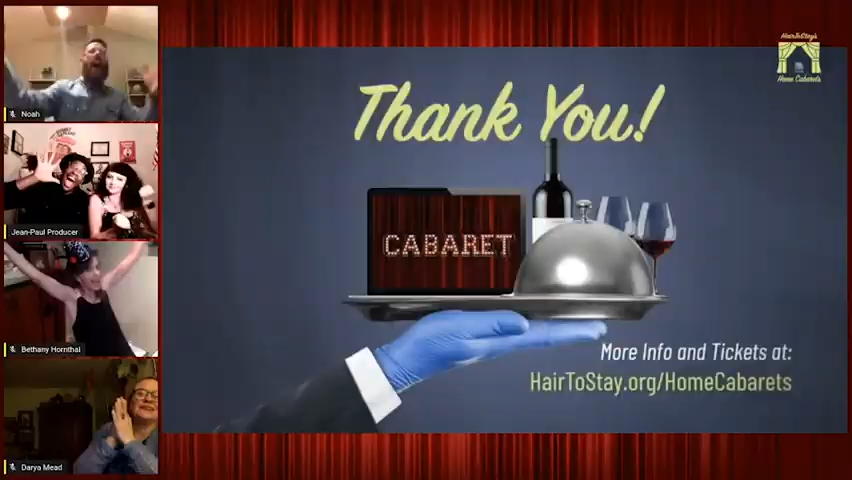 Noah
Jean-Paul Producer
Bethany Hornthal
Darya Mead
HairToStay's
Home Cabarets
Thank You!
CABARET
More Info and Tickets at:
HairToStay.org/HomeCabarets